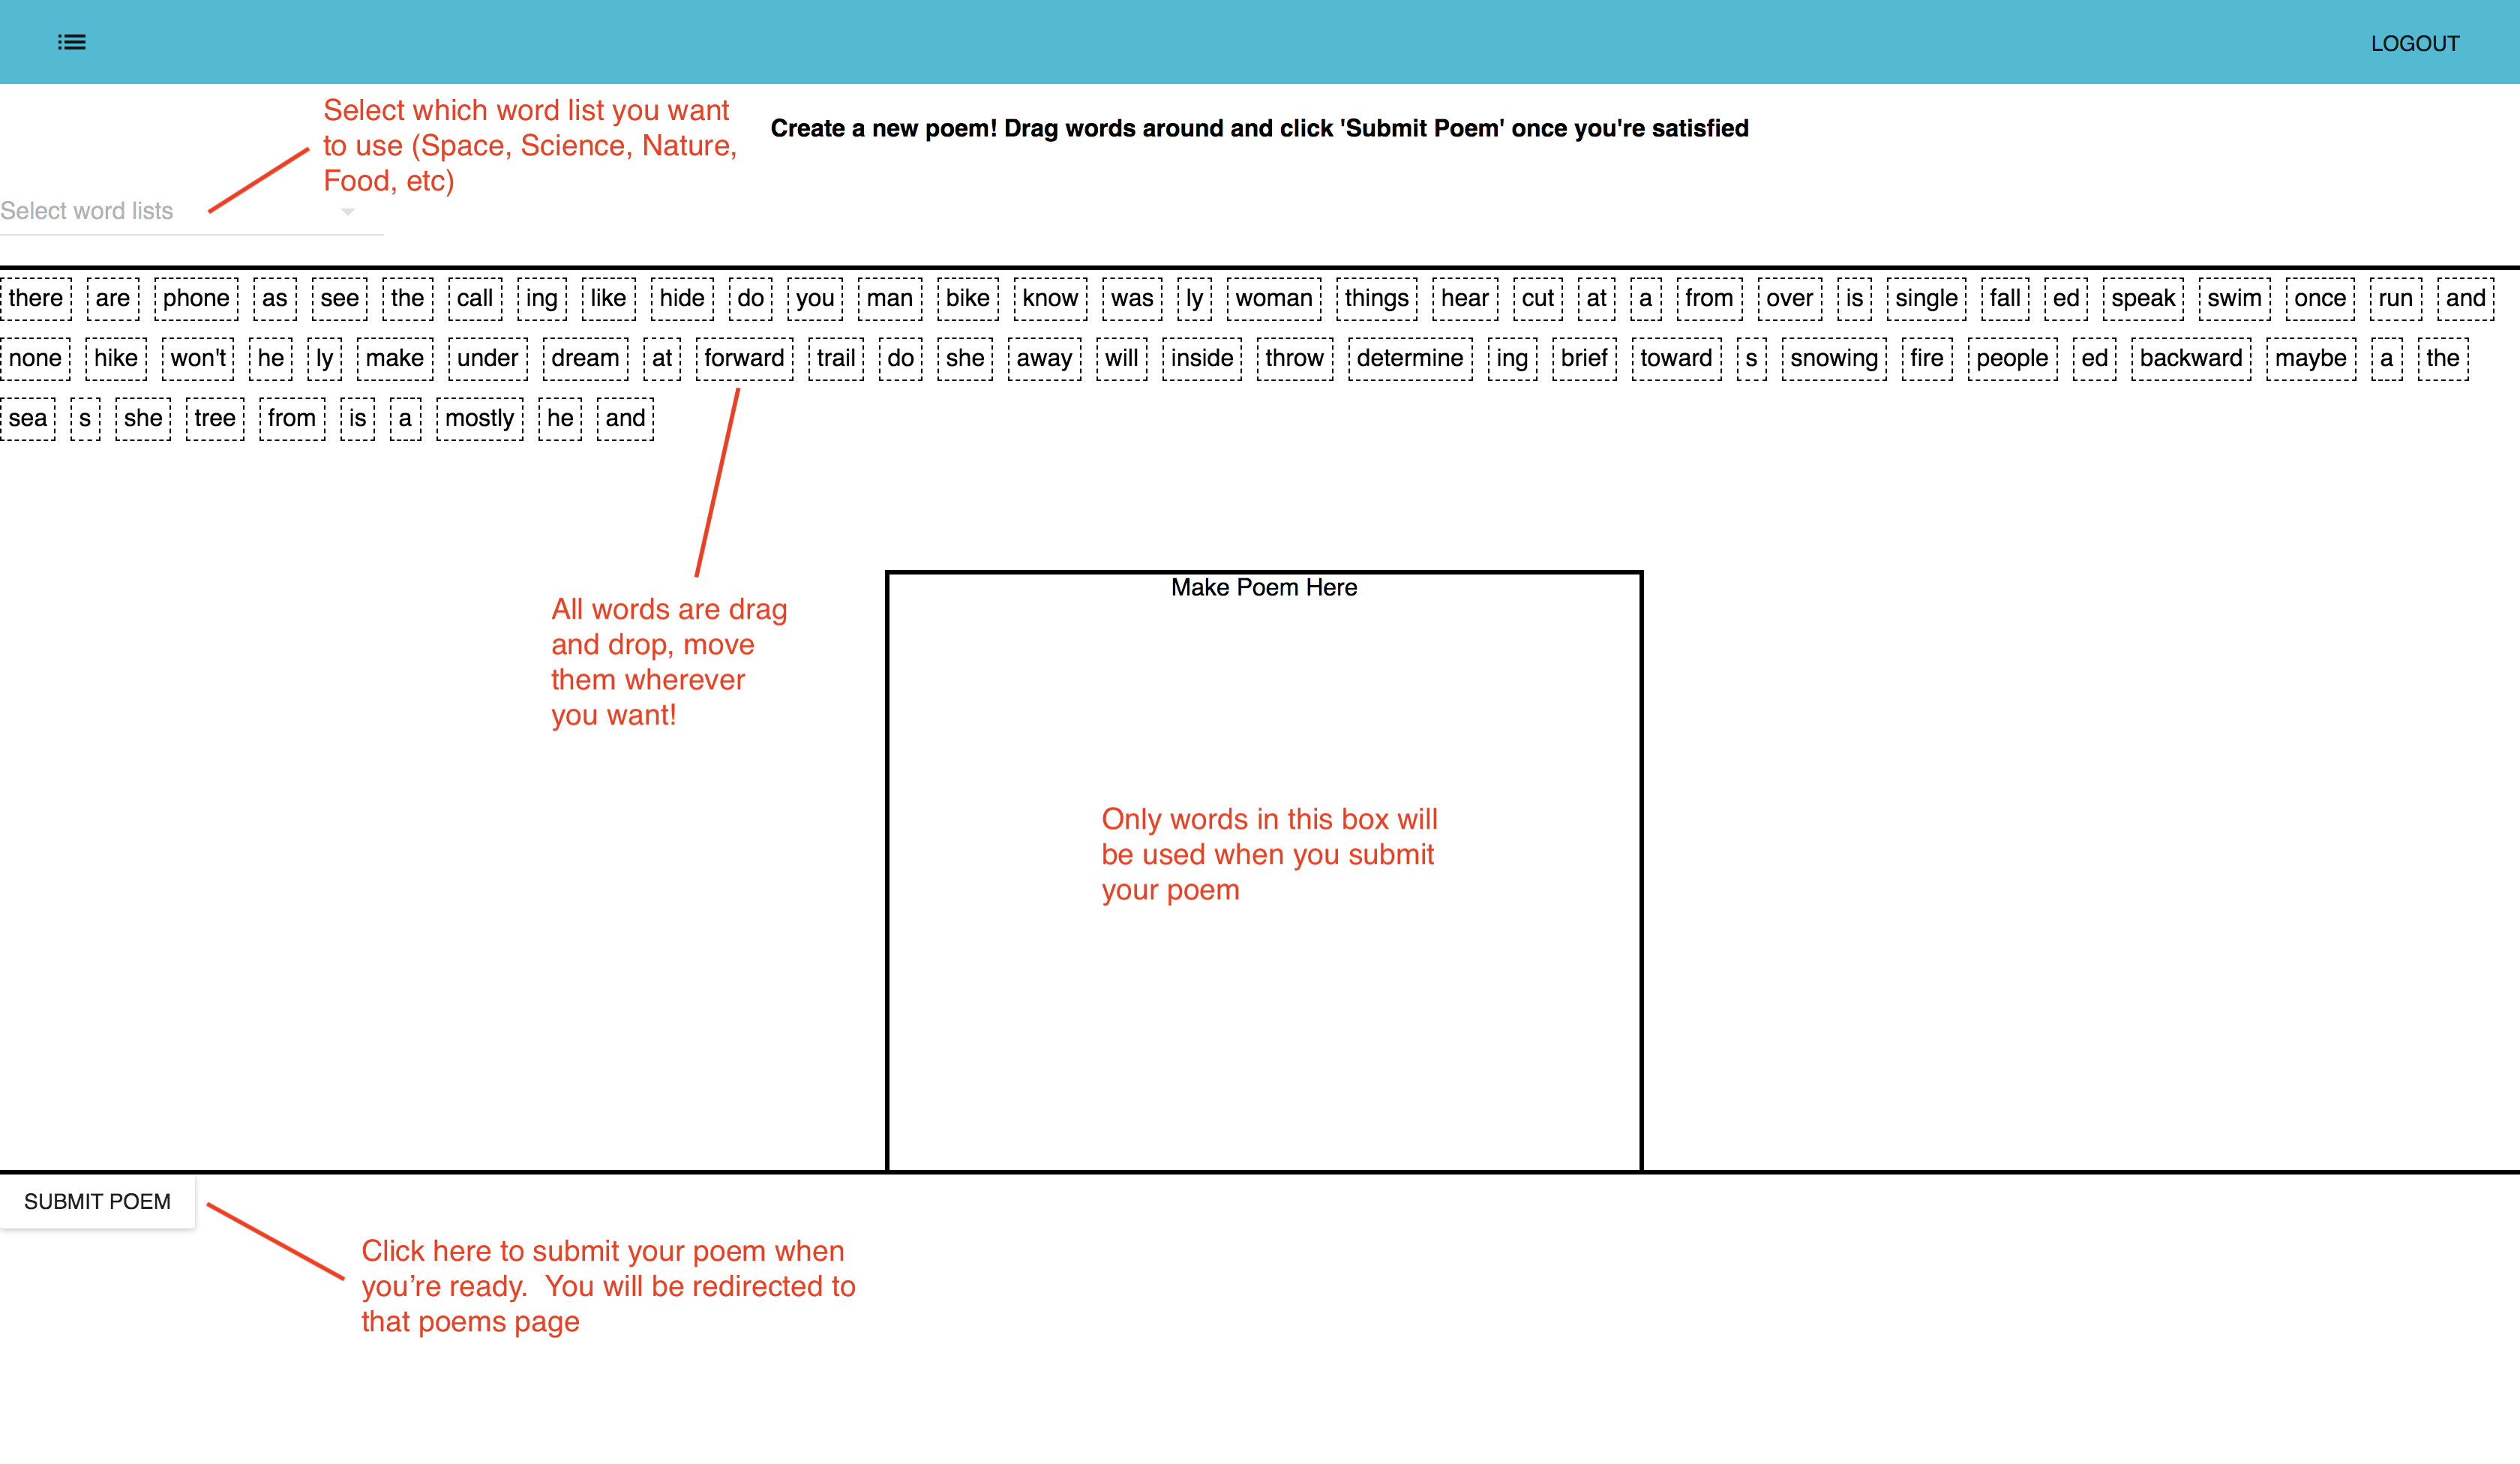 LOGOUT
Select which word list you want
to use (Space, Science, Nature,
Food, etc)
Create a new poem! Drag words around and click 'Submit Poem' once you're satisfied
Select word lists
there are phone as see the call ing like hide do you man bike know was ly woman things hear cut at a from over is single fall ed speak swim once run and
none hike won't he ly make under dream at forward trail do she away will inside throw determine ing brief toward s snowing fire people ed backward maybe a the
sea s she tree from is a mostly he and
All words are drag
and drop, move
them wherever
you want!
Make Poem Here
Only words in this box will
be used when you submit
your poem
SUBMIT POEM
Click here to submit your poem when
you’re ready.  You will be redirected to
that poems page